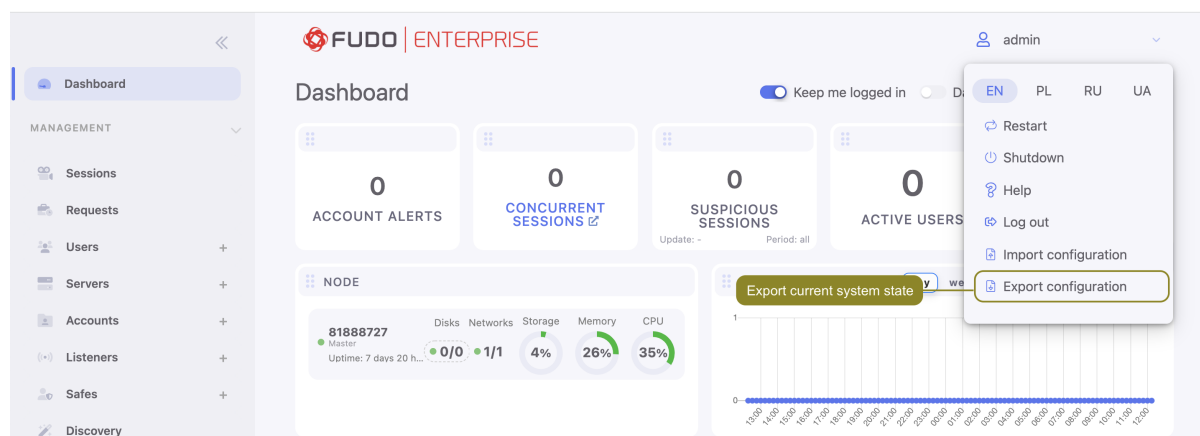 FUDO ENTERPRISE
admin
Dashboard
MANAGEMENT
Sessions
Requests
Users +
Servers +
Accounts +
Listeners +
Safes +
Discovery
Dashboard
Keep me logged in
Da
EN PL RU UA
Restart
Shutdown
Help
Log out
Import configuration
Export configuration
0
ACCOUNT ALERTS
0
CONCURRENT
SESSIONS
0
SUSPICIOUS
SESSIONS
Update: - Period: all
0
ACTIVE USERS
NODE
81888727
Master
Uptime: 7 days 20 h...
Disks Networks Storage Memory CPU
0/0 1/1 4% 26% 35%
Export current system state
y we
1
0
13:00 14:00 15:00 16:00 17:00 18:00 19:00 20:00 21:00 22:00 23:00 00:00 01:00 02:00 03:00 04:00 05:00 06:00 07:00 08:00 09:00 10:00 11:00 12:00